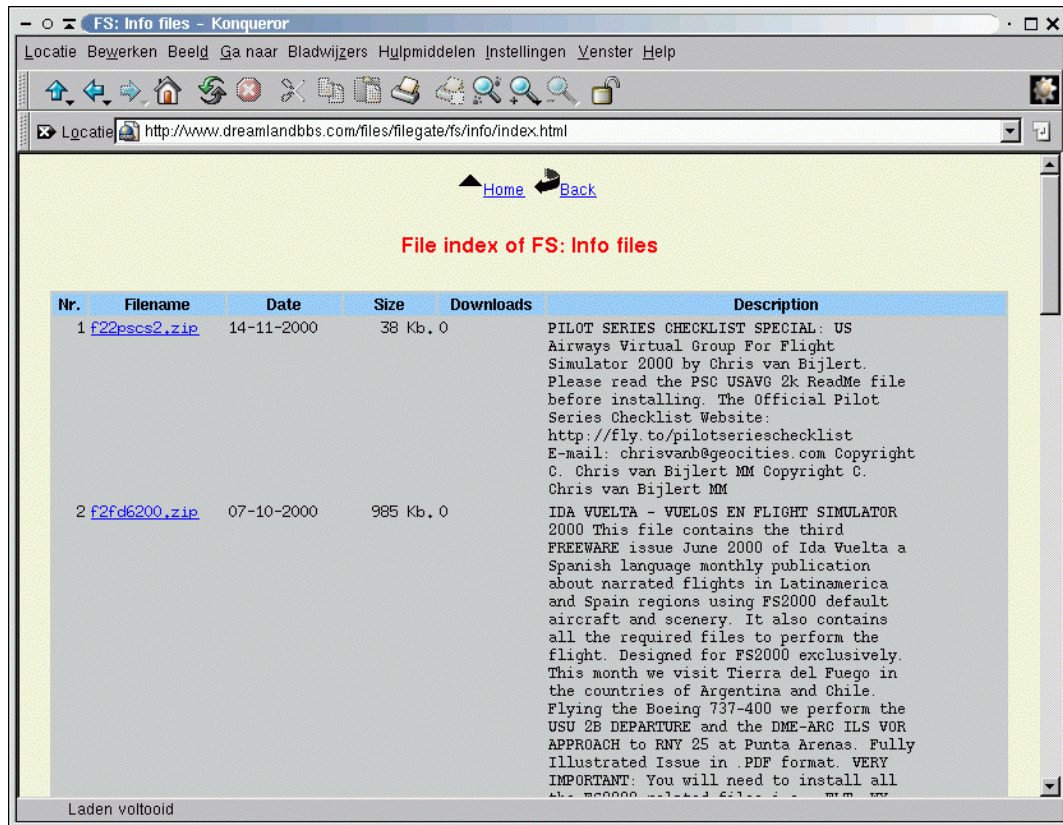 FS: Info files - Konqueror
Locatie Bewerken Beeld Ga naar Bladwijzers Hulpmiddelen Instellingen Venster Help
Locatie http://www.dreamlandbbs.com/files/filegate/fs/info/index.html
Home Back
File index of FS: Info files
Nr. Filename Date Size Downloads Description
1 f22pscs2.zip 14-11-2000 38 Kb. 0 PILOT SERIES CHECKLIST SPECIAL: US
Airways Virtual Group For Flight
Simulator 2000 by Chris van Bijlert.
Please read the PSC USAVG 2k ReadMe file
before installing. The Official Pilot
Series Checklist Website:
http://fly.to/pilotserieschecklist
E-mail: chrisvanb@geocities.com Copyright
C. Chris van Bijlert MM Copyright C.
Chris van Bijlert MM
2 f2fd6200.zip 07-10-2000 985 Kb. 0 IDA VUELTA - VUELOS EN FLIGHT SIMULATOR
2000 This file contains the third
FREEWARE issue June 2000 of Ida Vuelta a
Spanish language monthly publication
about narrated flights in Latinamerica
and Spain regions using FS2000 default
aircraft and scenery. It also contains
all the required files to perform the
flight. Designed for FS2000 exclusively.
This month we visit Tierra del Fuego in
the countries of Argentina and Chile.
Flying the Boeing 737-400 we perform the
USU 2B DEPARTURE and the DME-ARC ILS VOR
APPROACH to RNY 25 at Punta Arenas. Fully
Illustrated Issue in .PDF format. VERY
IMPORTANT: You will need to install all
the FS2000 related files
Laden voltooid